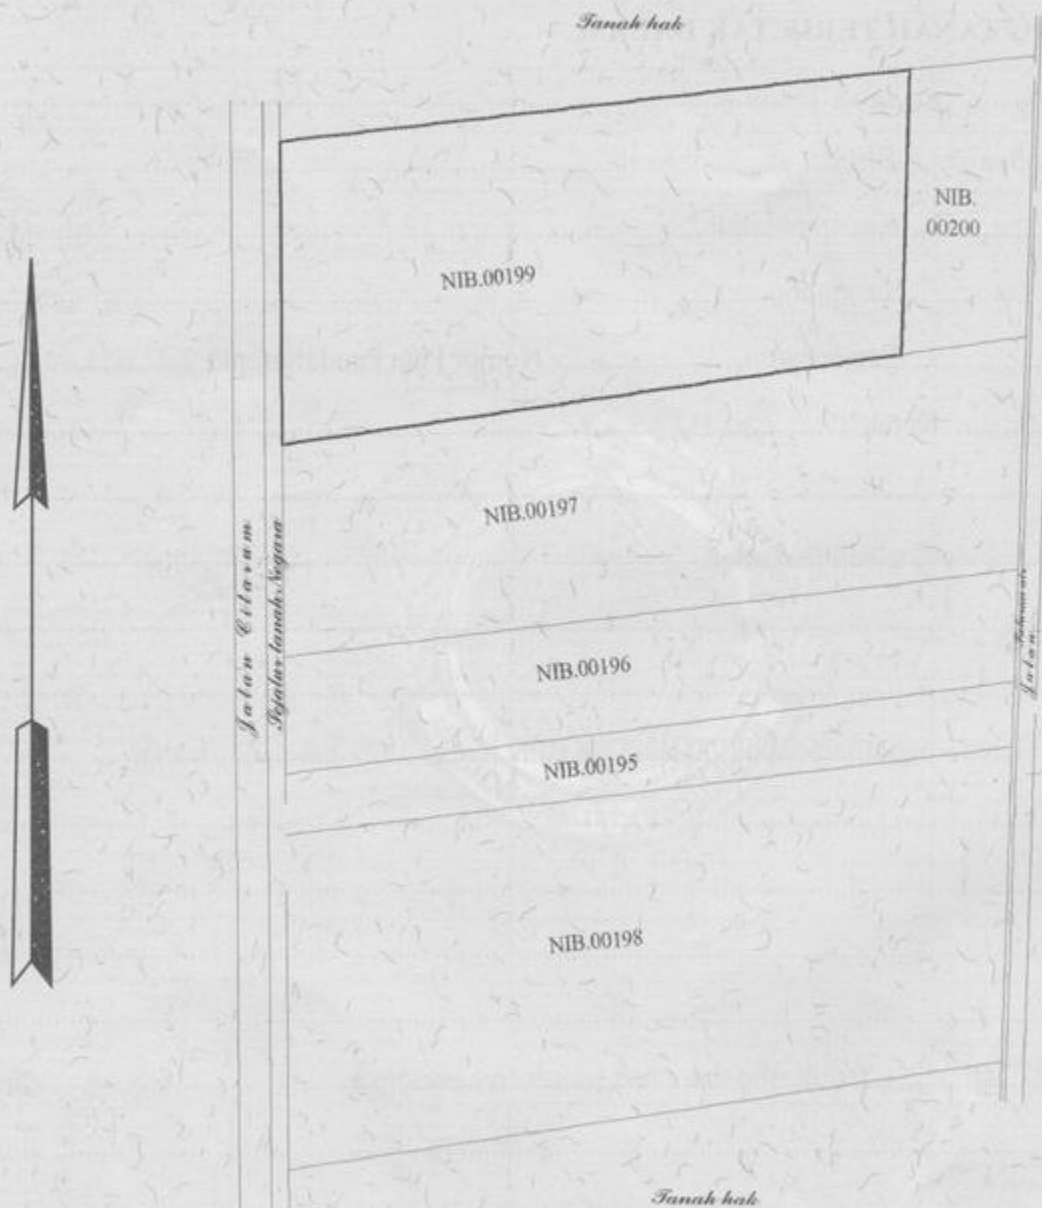 Tanah hak
NIB.
00200
NIB.00199
NIB.00197
Jalan Citarum
Sejalur tanah Negara
NIB.00196
Jalan
NIB.00195
NIB.00198
Tanah hak